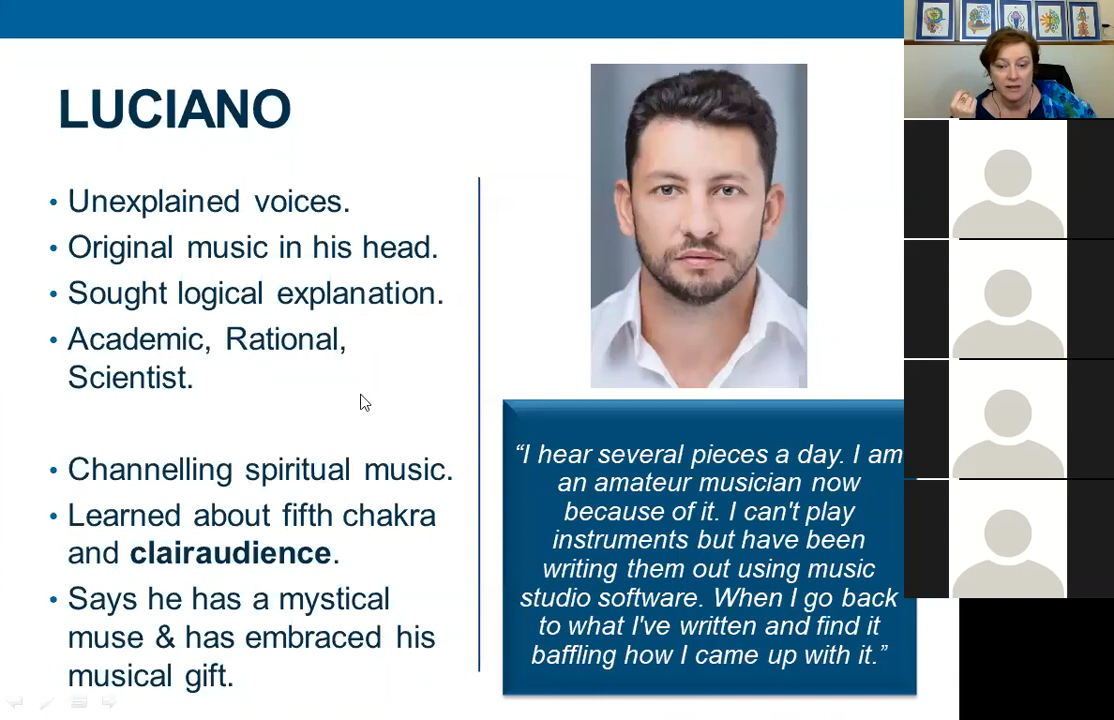 LUCIANO
• Unexplained voices.
• Original music in his head.
• Sought logical explanation.
• Academic, Rational,
Scientist.
• Channelling spiritual music.
• Learned about fifth chakra
and clairaudience.
• Says he has a mystical
muse & has embraced his
musical gift.
“I hear several pieces a day. I am
an amateur musician now
because of it. I can't play
instruments but have been
writing them out using music
studio software. When I go back
to what I've written and find it
baffling how I came up with it.”